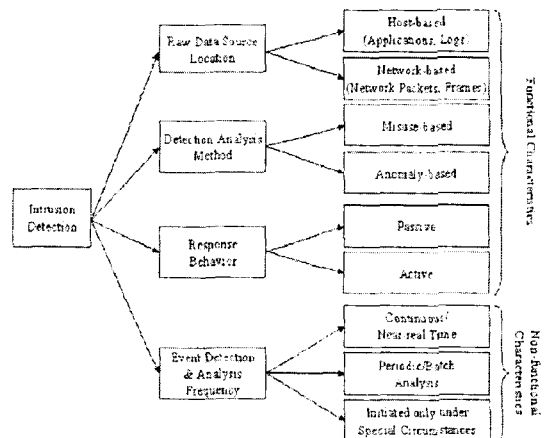 Intrusion
Detection
Raw Data Source
Location
Detection Analysis
Method
Response
Behavior
Event Detection
& Analysis
Frequency
Host-based
(Applications, Logs)
Network-based
(Network Packets, Frames)
Misuse-based
Anomaly-based
Passive
Active
Continuous/
Near-real Time
Periodic/Batch
Analysis
Initiated only under
Special Circumstances
Functional Characteristics
Non-functional
Characteristics